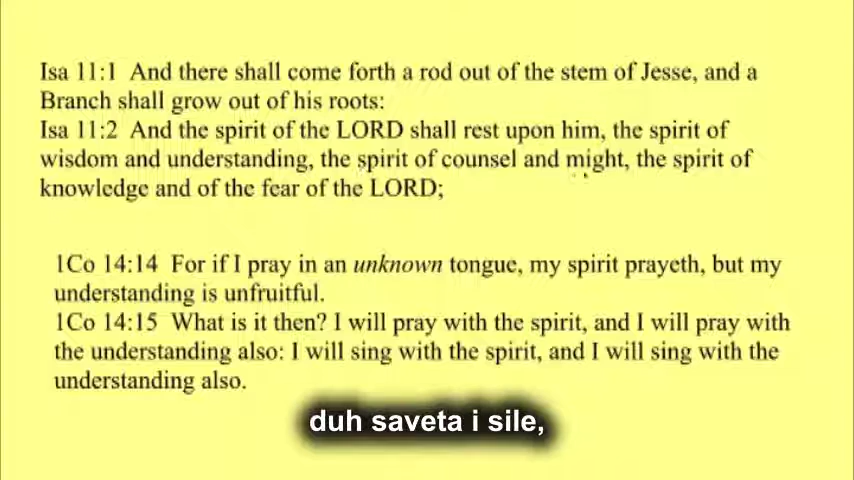 Isa 11:1 And there shall come forth a rod out of the stem of Jesse, and a
Branch shall grow out of his roots:
Isa 11:2 And the spirit of the LORD shall rest upon him, the spirit of
wisdom and understanding, the spirit of counsel and might, the spirit of
knowledge and of the fear of the LORD;
1Co 14:14 For if I pray in an unknown tongue, my spirit prayeth, but my
understanding is unfruitful.
1Co 14:15 What is it then? I will pray with the spirit, and I will pray with
the understanding also: I will sing with the spirit, and I will sing with the
understanding also.
duh saveta i sile,